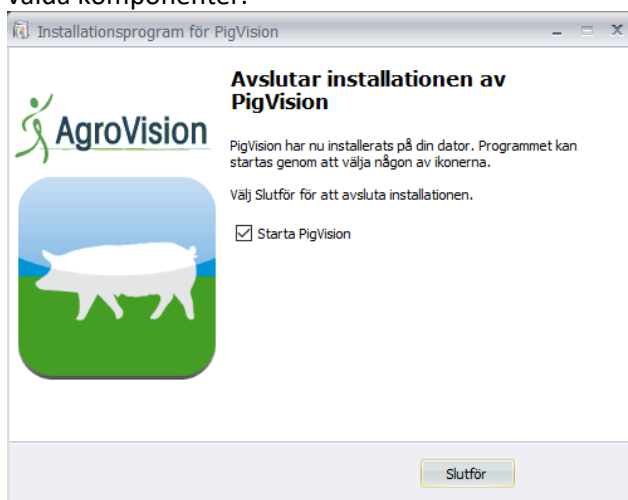 valda komponenter.
Installationsprogram för PigVision
Avslutar installationen av
PigVision
AgroVision
PigVision har nu installerats på din dator. Programmet kan
startas genom att välja någon av ikonerna.
Välj Slutför för att avsluta installationen.
Starta PigVision
Slutför